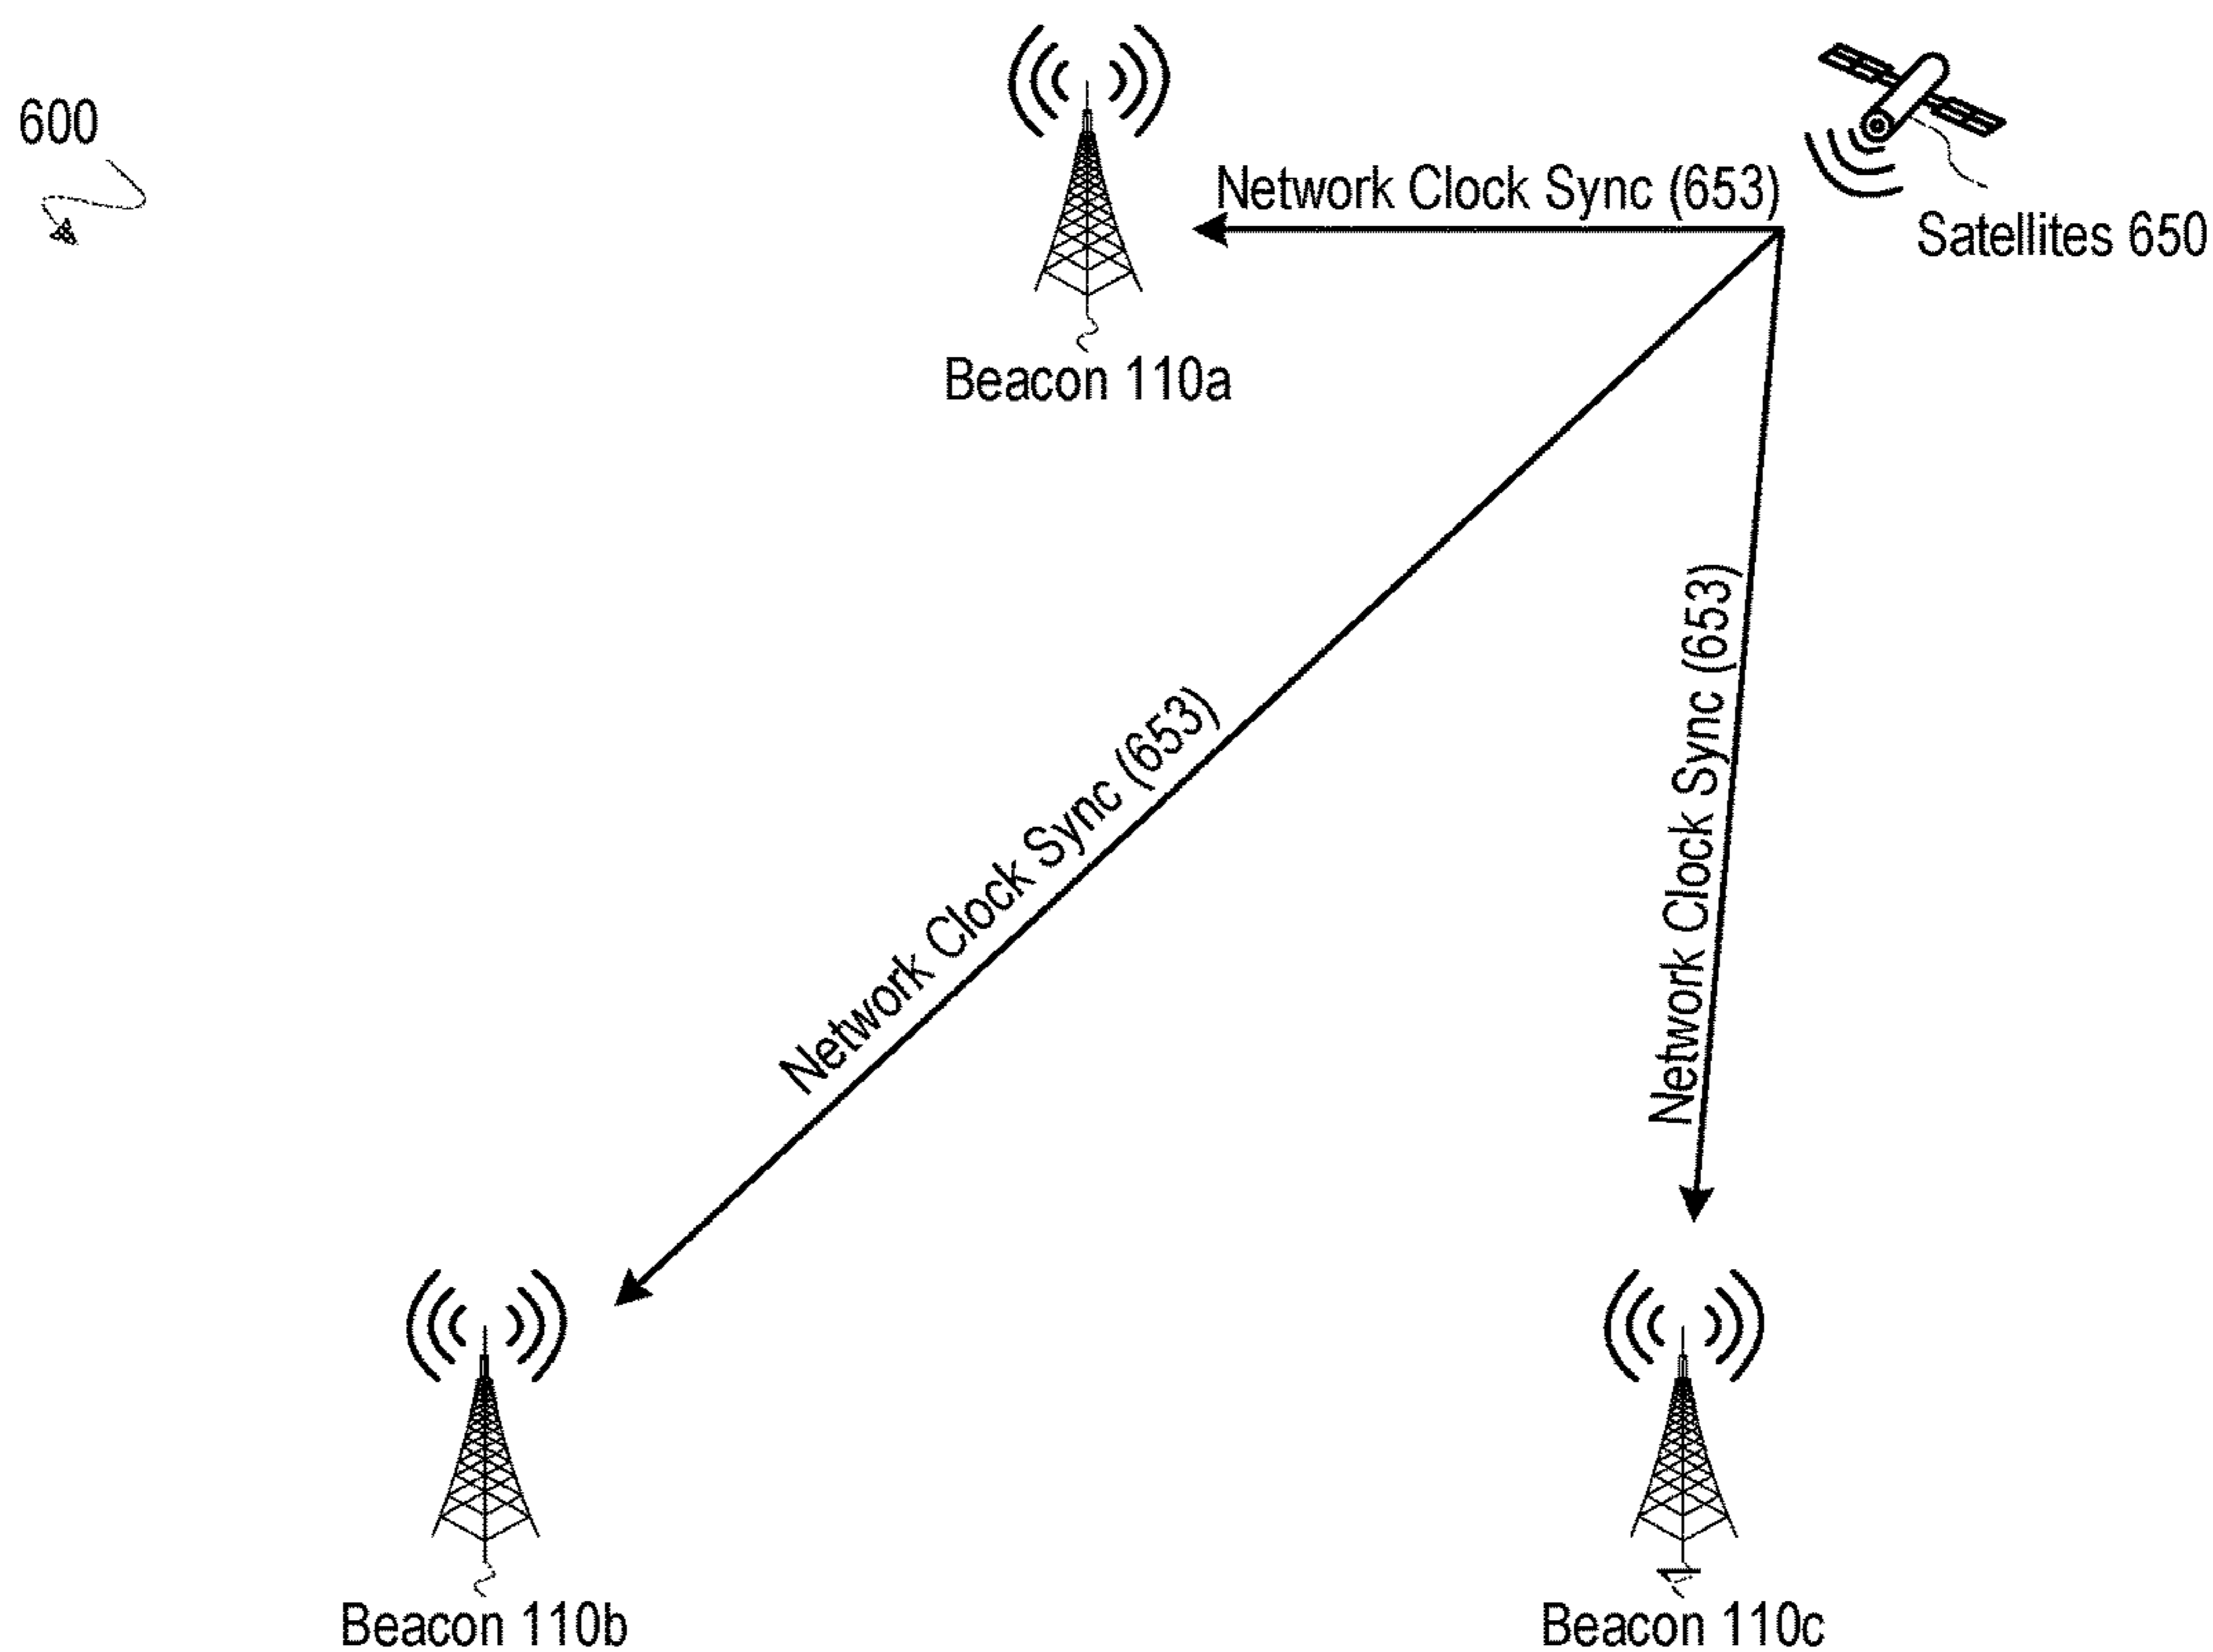 600
Network Clock Sync (653)
Satellites 650
Beacon 110a
Network Clock Sync (653)
Network Clock Sync (653)
Beacon 110b
1
Beacon 110c